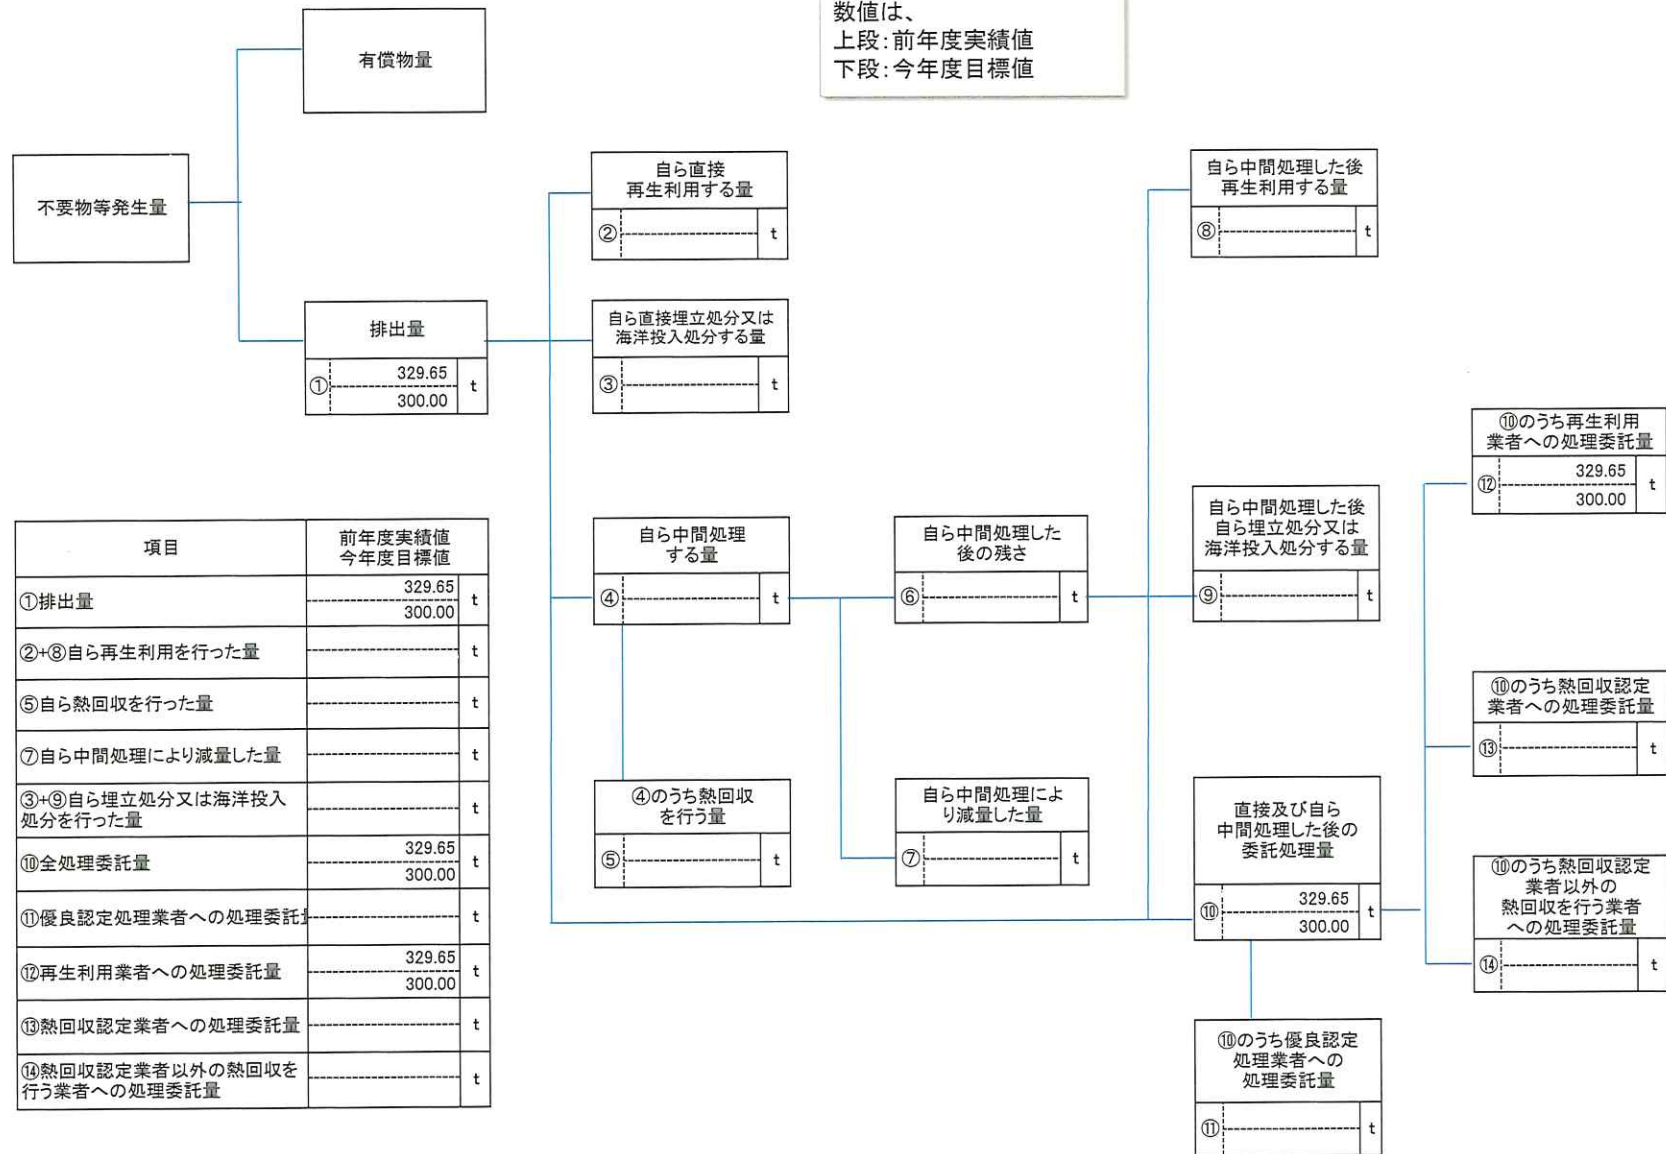 数値は、
上段:前年度実績値
下段:今年度目標値
有償物量
不要物等発生量
排出量
① 329.65 t
300.00
自ら直接
再生利用する量
② t
自ら直接埋立処分又は
海洋投入処分する量
③ t
自ら中間処理
する量
④ t
④のうち熱回収
を行う量
⑤ t
自ら中間処理した
後の残さ
⑥ t
自ら中間処理によ
り減量した量
⑦ t
自ら中間処理した後
再生利用する量
⑧ t
自ら中間処理した後
自ら埋立処分又は
海洋投入処分する量
⑨ t
直接及び自ら
中間処理した後の
委託処理量
⑩ 329.65 t
300.00
⑩のうち優良認定
処理業者への
処理委託量
⑪ t
⑩のうち再生利用
業者への処理委託量
⑫ 329.65 t
300.00
⑩のうち熱回収認定
業者への処理委託量
⑬ t
⑩のうち熱回収認定
業者以外の
熱回収を行う業者
への処理委託量
⑭ t
項目 前年度実績値
今年度目標値
①排出量 329.65 t
300.00
②+⑧自ら再生利用を行った量 t
⑤自ら熱回収を行った量 t
⑦自ら中間処理により減量した量 t
③+⑨自ら埋立処分又は海洋投入
処分を行った量 t
⑩全処理委託量 329.65 t
300.00
⑪優良認定処理業者への処理委託 t
⑫再生利用業者への処理委託量 329.65 t
300.00
⑬熱回収認定業者への処理委託量 t
⑭熱回収認定業者以外の熱回収を
行う業者への処理委託量 t